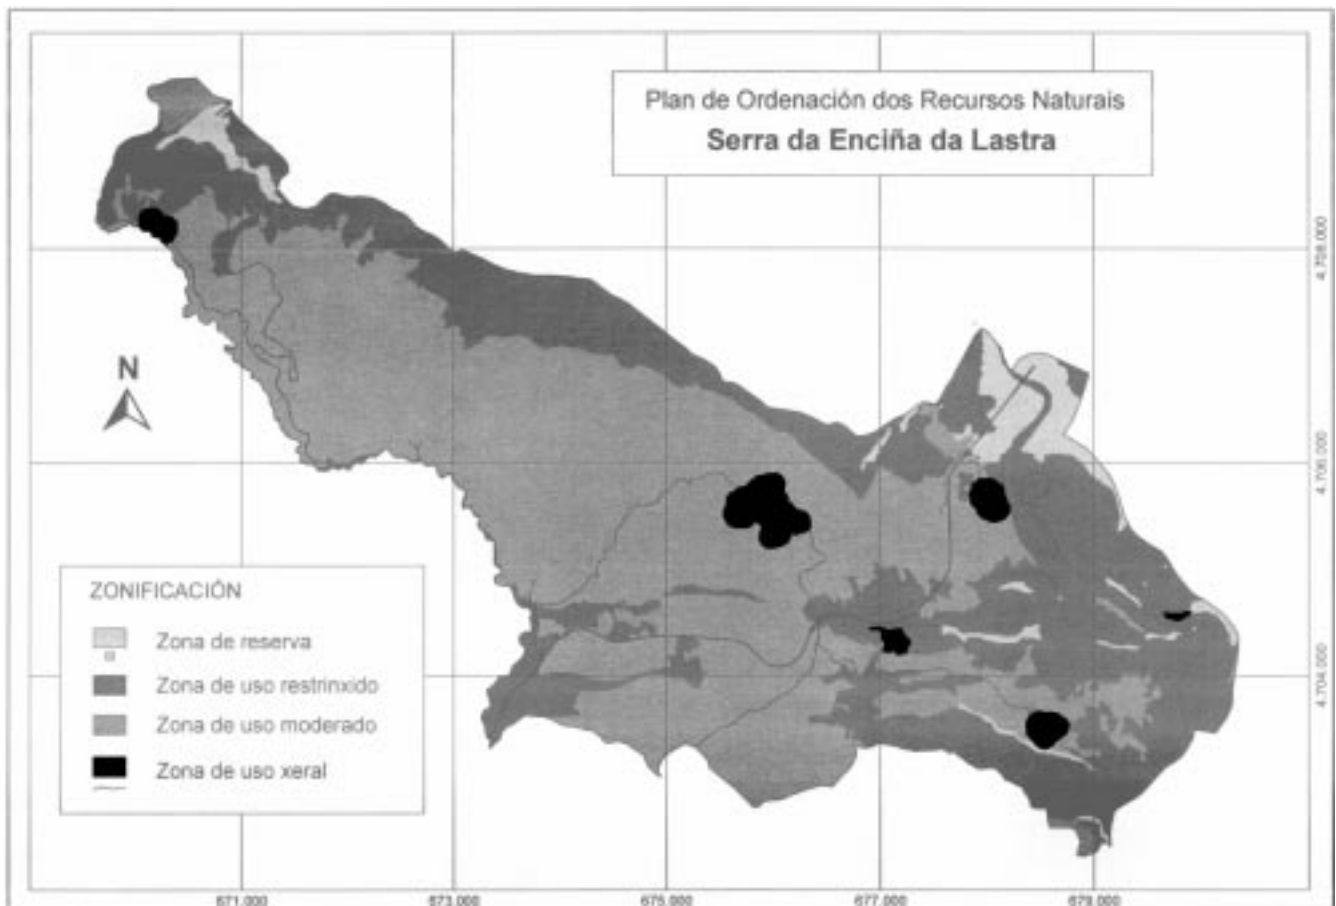 Plan de Ordenación dos Recursos Naturais
Serra da Enciña da Lastra
4.708.000
N
4.706.000
ZONIFICACIÓN
Zona de reserva
Zona de uso restrinxido
4.704.000
Zona de uso moderado
Zona de uso xeral
671.000 673.000 675.000 677.000 679.000